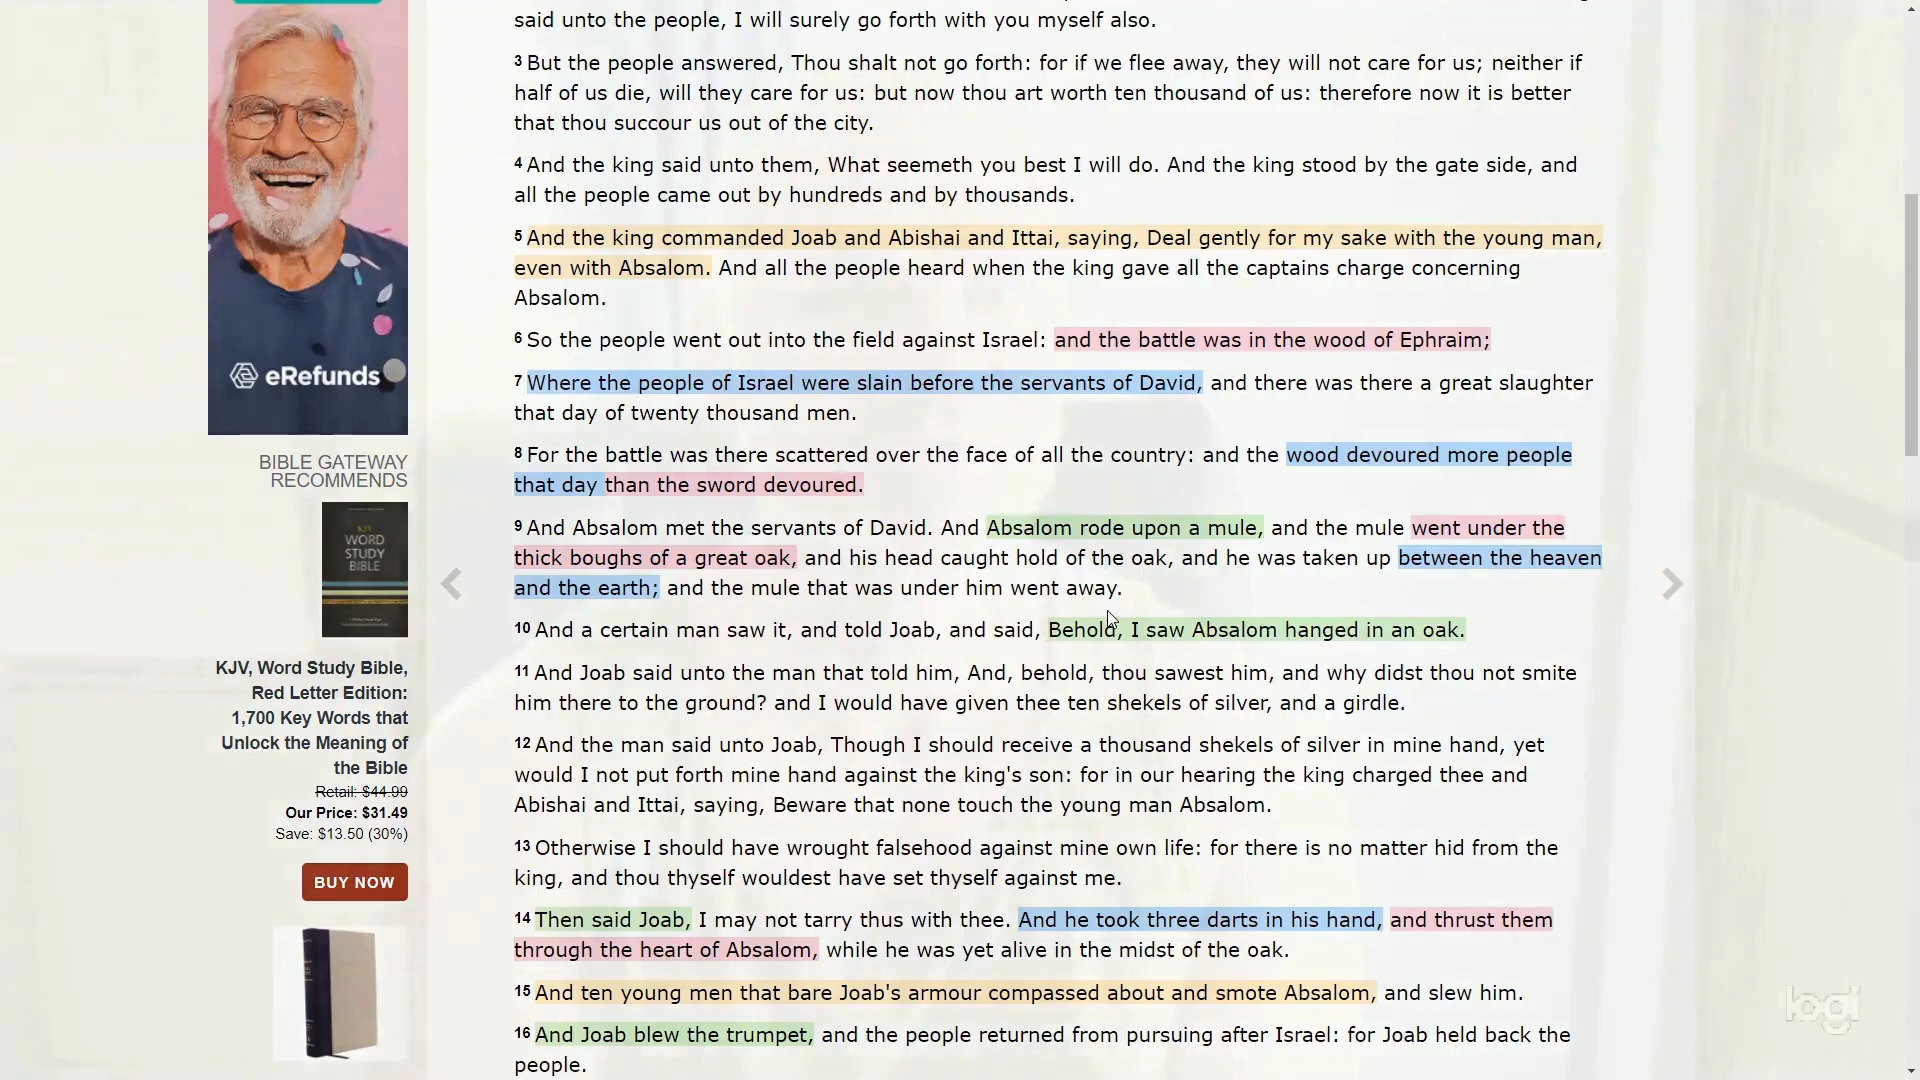 said unto the people, I will surely go forth with you myself also.
3 But the people answered, Thou shalt not go forth: for if we flee away, they will not care for us; neither if
half of us die, will they care for us: but now thou art worth ten thousand of us: therefore now it is better
that thou succour us out of the city.
4 And the king said unto them, What seemeth you best I will do. And the king stood by the gate side, and
all the people came out by hundreds and by thousands.
5 And the king commanded Joab and Abishai and Ittai, saying, Deal gently for my sake with the young man,
even with Absalom. And all the people heard when the king gave all the captains charge concerning
Absalom.
6 So the people went out into the field against Israel: and the battle was in the wood of Ephraim;
7 Where the people of Israel were slain before the servants of David, and there was there a great slaughter
that day of twenty thousand men.
8 For the battle was there scattered over the face of all the country: and the wood devoured more people
that day than the sword devoured.
9 And Absalom met the servants of David. And Absalom rode upon a mule, and the mule went under the
thick boughs of a great oak, and his head caught hold of the oak, and he was taken up between the heaven
and the earth; and the mule that was under him went away.
10 And a certain man saw it, and told Joab, and said, Behold, I saw Absalom hanged in an oak.
11 And Joab said unto the man that told him, And, behold, thou sawest him, and why didst thou not smite
him there to the ground? and I would have given thee ten shekels of silver, and a girdle.
12 And the man said unto Joab, Though I should receive a thousand shekels of silver in mine hand, yet
would I not put forth mine hand against the king's son: for in our hearing the king charged thee and
Abishai and Ittai, saying, Beware that none touch the young man Absalom.
13 Otherwise I should have wrought falsehood against mine own life: for there is no matter hid from the
king, and thou thyself wouldest have set thyself against me.
14 Then said Joab, I may not tarry thus with thee. And he took three darts in his hand, and thrust them
through the heart of Absalom, while he was yet alive in the midst of the oak.
15 And ten young men that bare Joab's armour compassed about and smote Absalom, and slew him.
16 And Joab blew the trumpet, and the people returned from pursuing after Israel: for Joab held back the
people.
eRefunds
BIBLE GATEWAY
RECOMMENDS
KJV
WORD
STUDY
BIBLE
KJV, Word Study Bible,
Red Letter Edition:
1,700 Key Words that
Unlock the Meaning of
the Bible
Retail: $44.99
Our Price: $31.49
Save: $13.50 (30%)
BUY NOW
logi